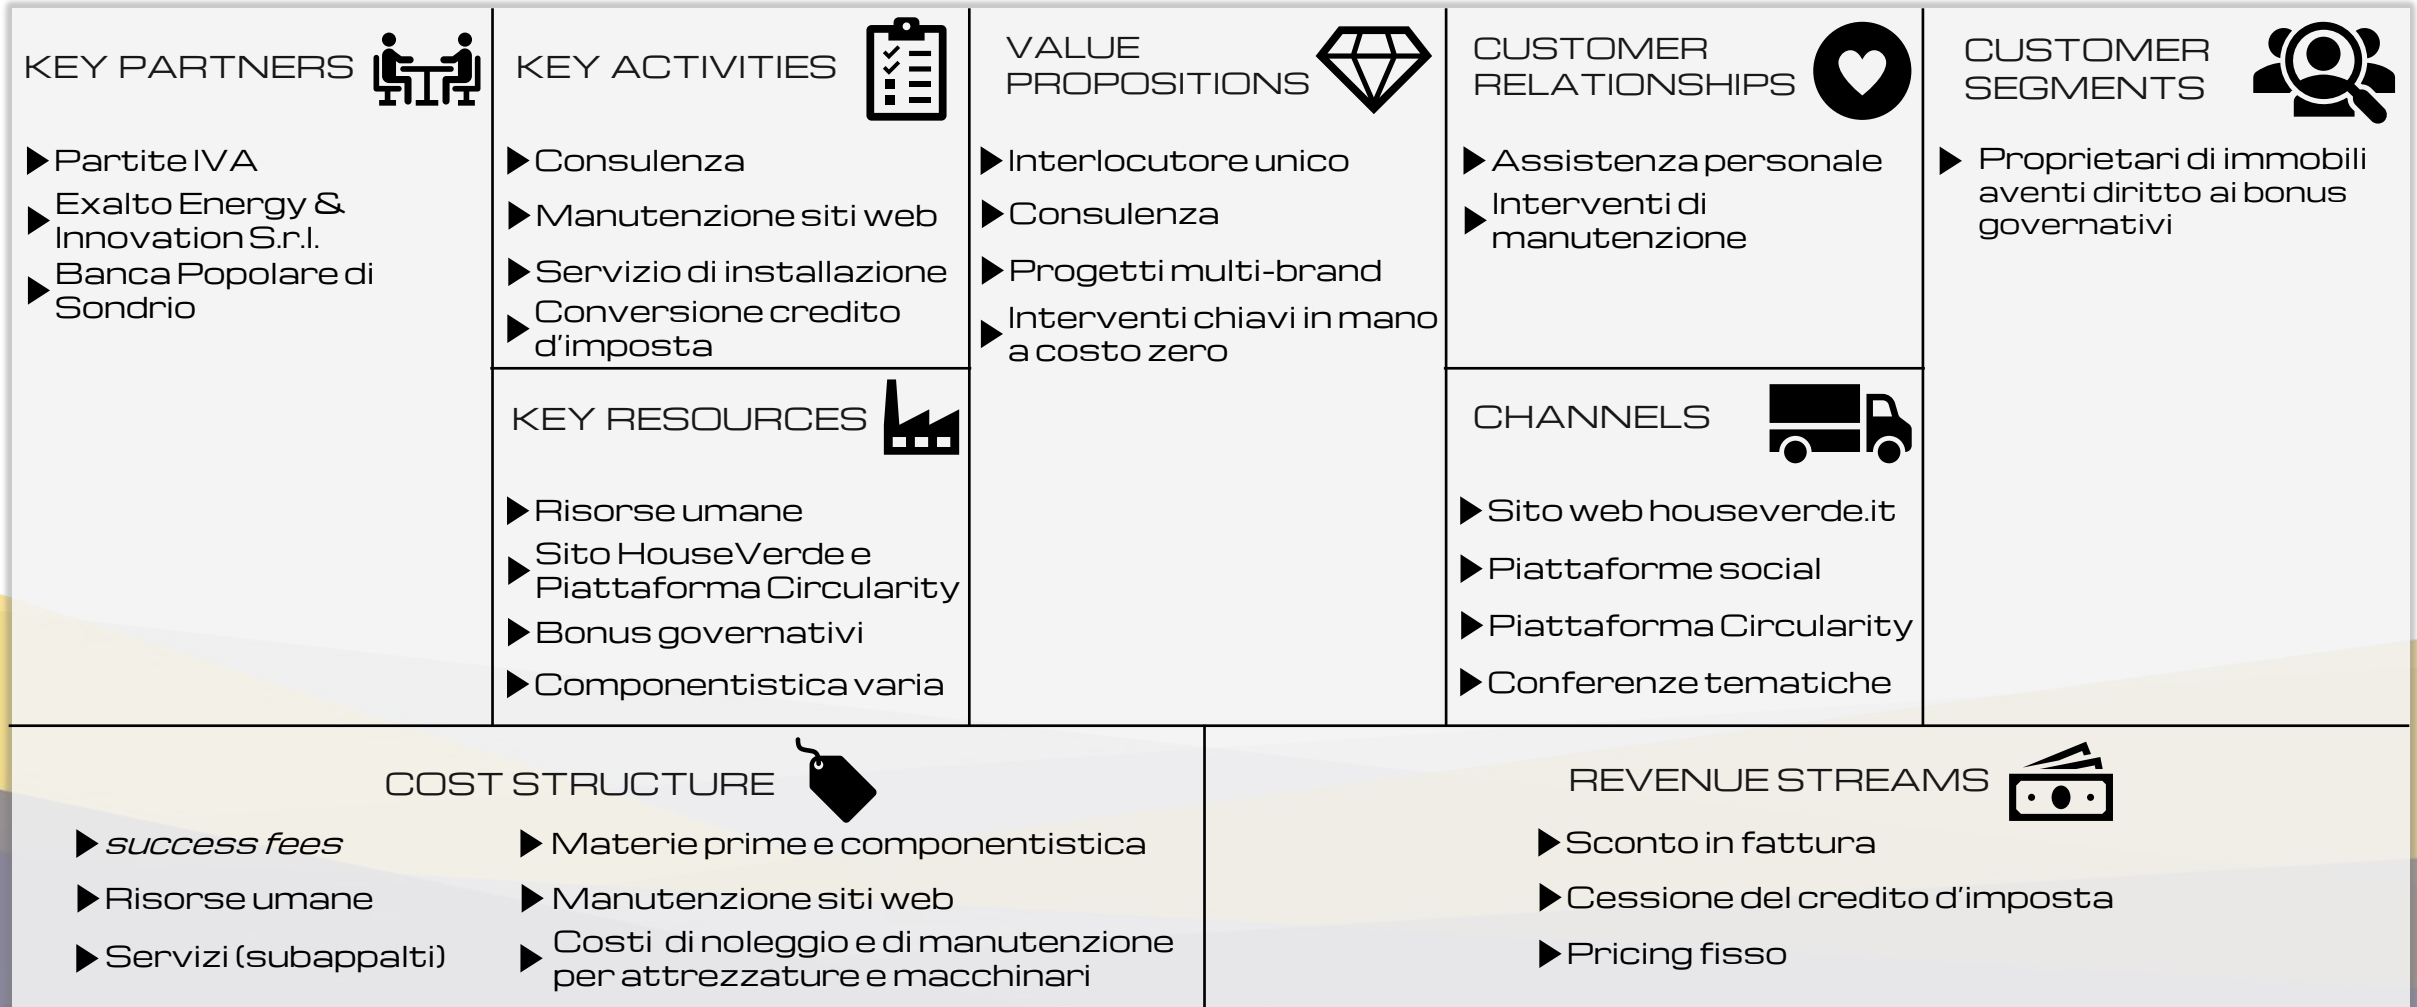 KEY PARTNERS
Partite IVA
Exalto Energy &
Innovation S.r.l.
Banca Popolare di
Sondrio
KEY ACTIVITIES
Consulenza
Manutenzione siti web
Servizio di installazione
Conversione credito
d'imposta
KEY RESOURCES
Risorse umane
Sito HouseVerde e
Piattaforma Circularity
Bonus governativi
Componentistica varia
VALUE
PROPOSITIONS
Interlocutore unico
Consulenza
Progetti multi-brand
Interventi chiavi in mano
a costo zero
CUSTOMER
RELATIONSHIPS
Assistenza personale
Interventi di
manutenzione
CHANNELS
Sito web houseverde.it
Piattaforme social
Piattaforma Circularity
Conferenze tematiche
CUSTOMER
SEGMENTS
Proprietari di immobili
aventi diritto ai bonus
governativi
COST STRUCTURE
success fees
Risorse umane
Servizi (subappalti)
Materie prime e componentistica
Manutenzione siti web
Costi di noleggio e di manutenzione
per attrezzature e macchinari
REVENUE STREAMS
Sconto in fattura
Cessione del credito d'imposta
Pricing fisso